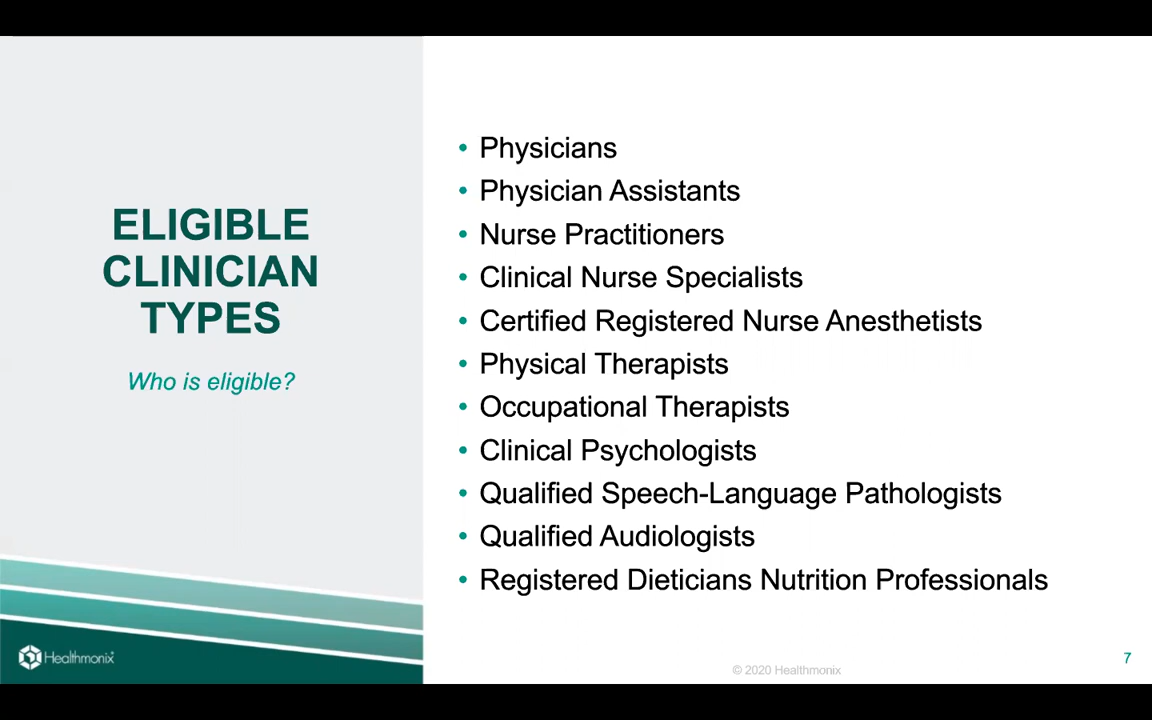 ELIGIBLE
CLINICIAN
TYPES
Who is eligible?
• Physicians
• Physician Assistants
• Nurse Practitioners
• Clinical Nurse Specialists
• Certified Registered Nurse Anesthetists
• Physical Therapists
• Occupational Therapists
• Clinical Psychologists
• Qualified Speech-Language Pathologists
• Qualified Audiologists
• Registered Dieticians Nutrition Professionals
Healthmonix
© 2020 Healthmonix
7